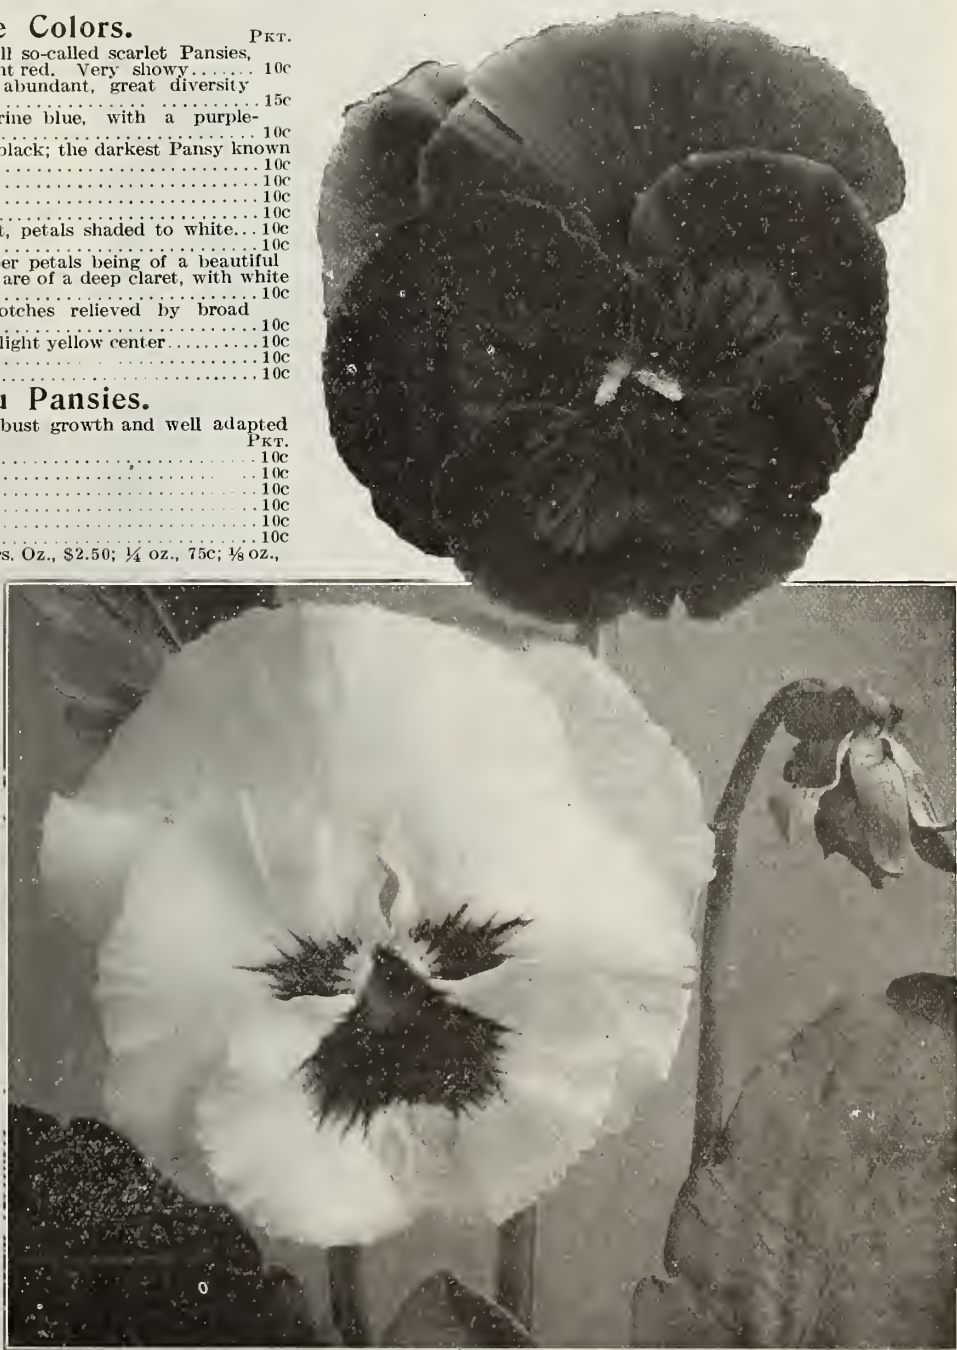 e Colors. PKT.
ll so-called scarlet Pansies,
nt red. Very showy....... 10c
abundant, great diversity
.......................... 15c
rine blue, with a purple-
.......................... 10c
black; the darkest Pansy known
.......................... 10c
.......................... 10c
.......................... 10c
.......................... 10c
t, petals shaded to white... 10c
.......................... 10c
er petals being of a beautiful
are of a deep claret, with white
.......................... 10c
otches relieved by broad
.......................... 10c
light yellow center.......... 10c
.......................... 10c
.......................... 10c
u Pansies.
bust growth and well adapted
PKT.
.......................... 10c
.......................... 10c
.......................... 10c
.......................... 10c
.......................... 10c
.......................... 10c
rs. Oz., $2.50; ¼ oz., 75c; ⅛ oz.,